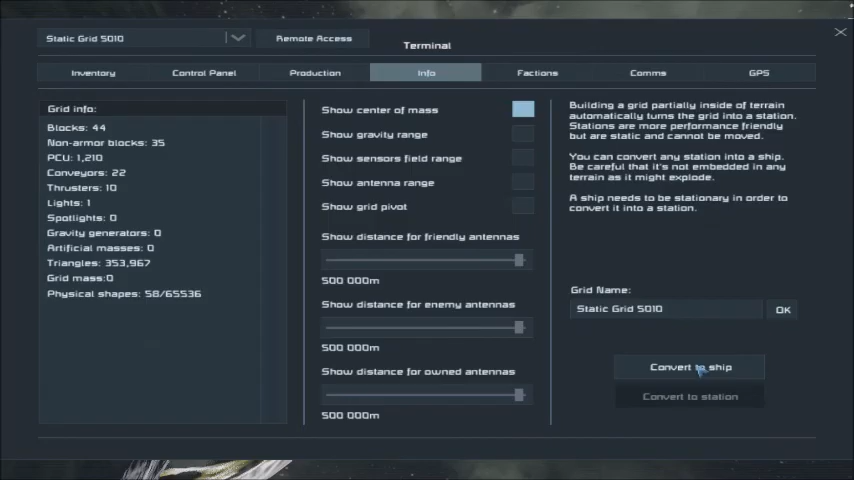 Static Grid 5010
Remote Access
Terminal
Inventory
Control Panel
Production
Info
Factions
Comms
GPS
Grid info:
Blocks: 44
Non-armor blocks: 35
PCU: 1,210
Conveyors: 22
Thrusters: 10
Lights: 1
Spotlights: 0
Gravity generators: 0
Artificial masses: 0
Triangles: 353,967
Grid mass:0
Physical shapes: 58/65536
Show center of mass
Show gravity range
Show sensors field range
Show antenna range
Show grid pivot
Show distance for friendly antennas
500 000m
Show distance for enemy antennas
500 000m
Show distance for owned antennas
500 000m
Building a grid partially inside of terrain
automatically turns the grid into a station.
Stations are more performance friendly
but are static and cannot be moved.
You can convert any station into a ship.
Be careful that it's not embedded in any
terrain as it might explode.
A ship needs to be stationary in order to
convert it into a station.
Grid Name:
Static Grid 5010
OK
Convert to ship
Convert to station